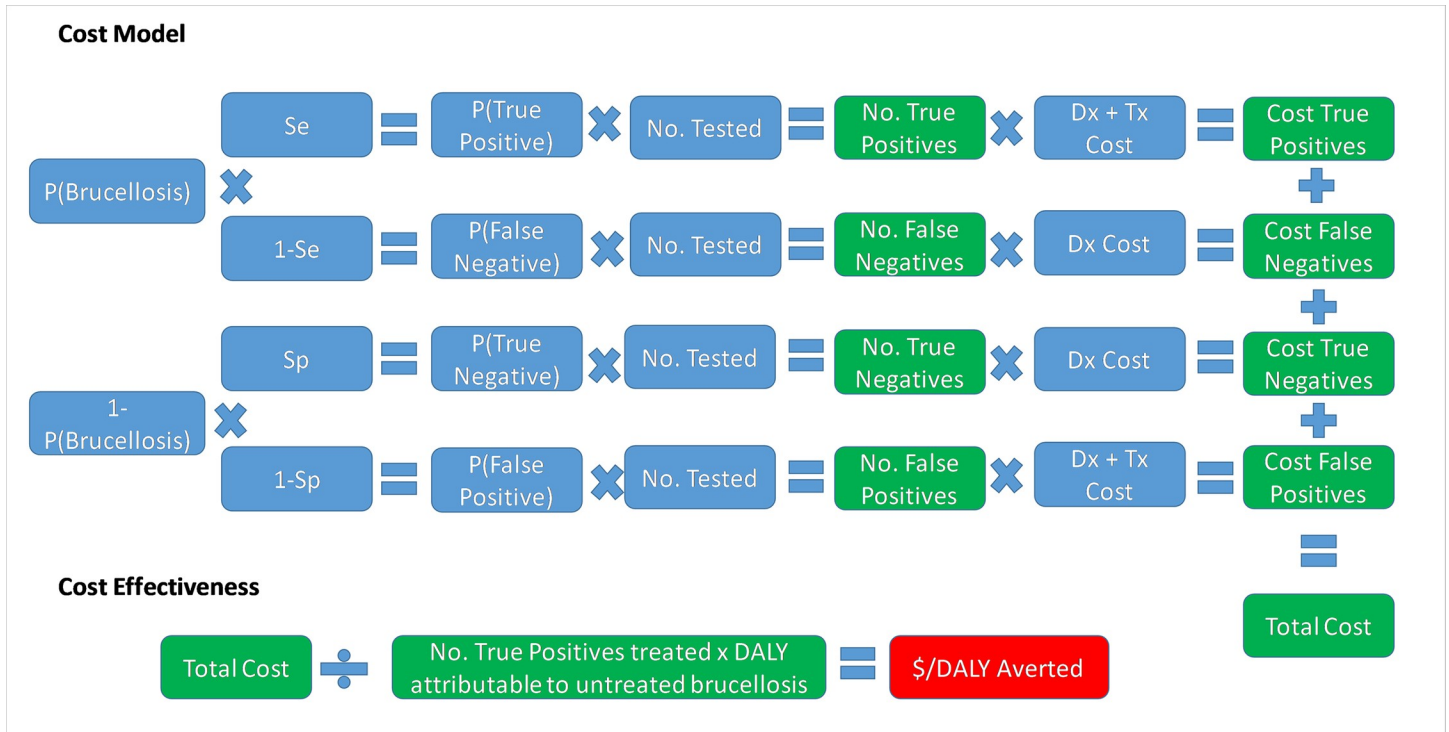 Cost Model
Se
P(True
Positive)
No. Tested
No. True
Positives
Dx + Tx
Cost
Cost True
Positives
P(Brucellosis)
1-Se
P(False
Negative)
No. Tested
No. False
Negatives
Dx Cost
Cost False
Negatives
Sp
P(True
Negative)
No. Tested
No. True
Negatives
Dx Cost
Cost True
Negatives
1-
P(Brucellosis)
1-Sp
P(False
Positive)
No. Tested
No. False
Positives
Dx + Tx
Cost
Cost False
Positives
Total Cost
Cost Effectiveness
Total Cost
No. True Positives treated x DALY
attributable to untreated brucellosis
$/DALY Averted